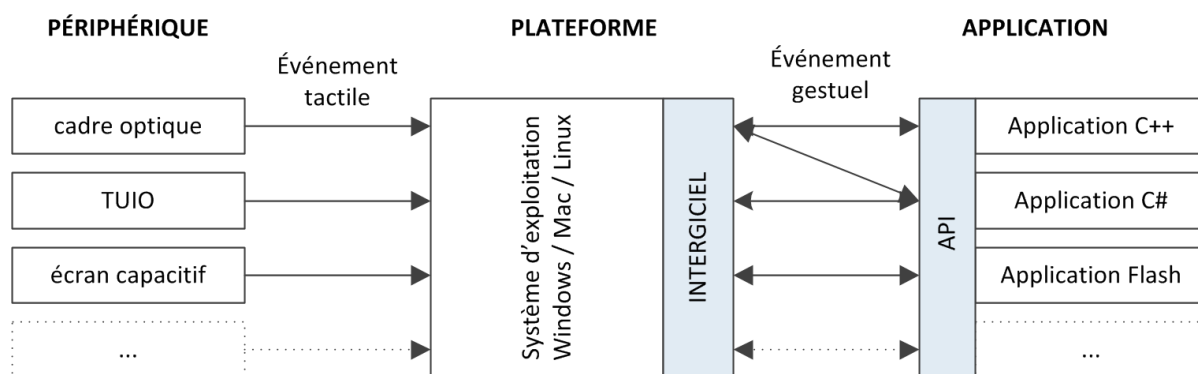 PÉRIPHÉRIQUE
PLATEFORME
APPLICATION
Événement
tactile
Événement
gestuel
cadre optique
TUIO
écran capacitif
...
Système d'exploitation
Windows / Mac / Linux
INTERGICIEL
API
Application C++
Application C#
Application Flash
...